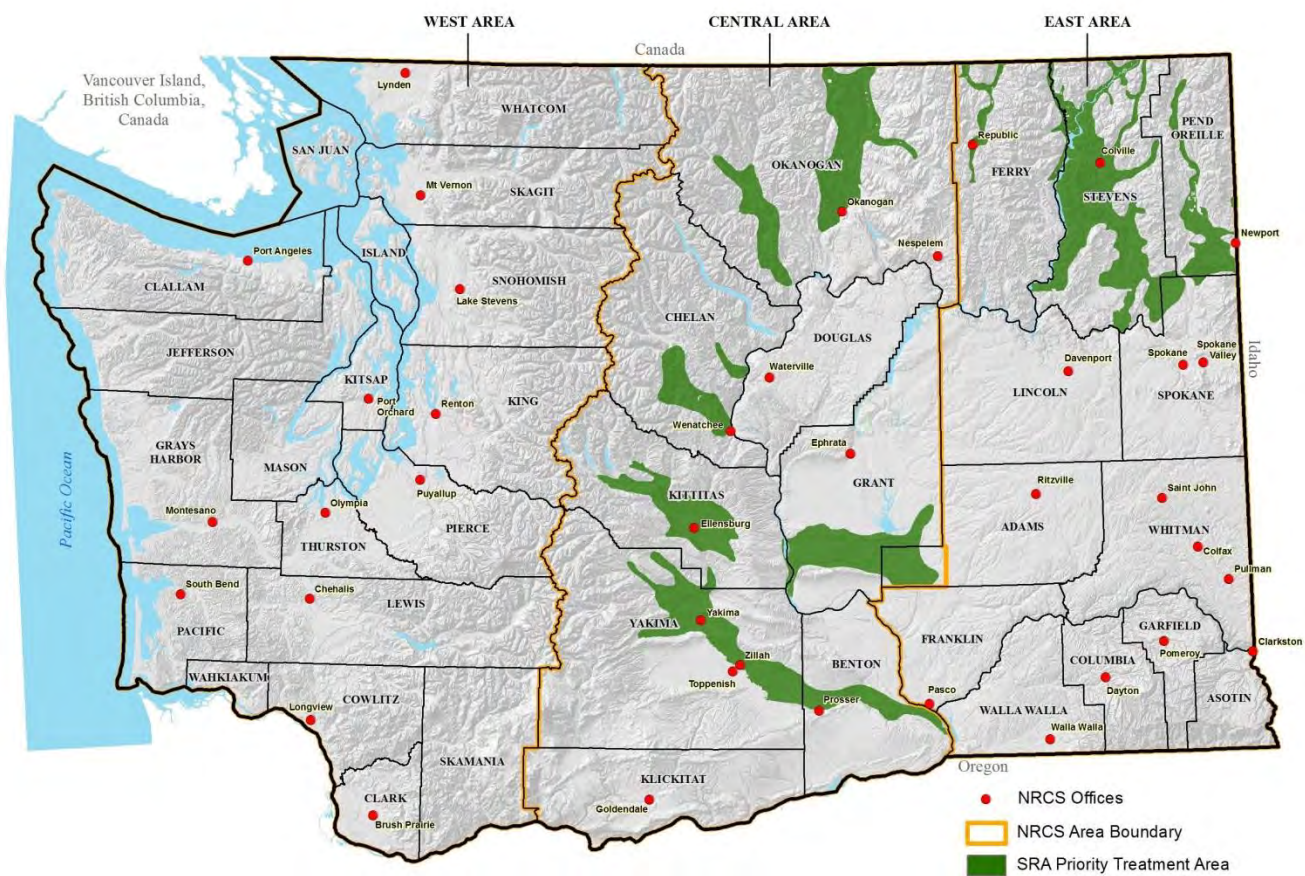 WEST AREA
CENTRAL AREA
EAST AREA
Canada
Vancouver Island,
British Columbia,
Canada
Lynden
WHATCOM
SAN JUAN
SKAGIT
Mt Vernon
ISLAND
Port Angeles
CLALLAM
SNOHOMISH
Lake Stevens
JEFFERSON
KITSAP
Port
Orchard
Renton
KING
GRAYS
HARBOR
MASON
Puyallup
Olympia
Montesano
PIERCE
THURSTON
South Bend
Chehalis
LEWIS
PACIFIC
WAHKIAKUM
COWLITZ
Longview
SKAMANIA
CLARK
Brush Prairie
Pacific Ocean
OKANOGAN
Okanogan
Nespelem
CHELAN
DOUGLAS
Waterville
Wenatchee
Ephrata
GRANT
KITTITAS
Ellensburg
YAKIMA
Yakima
Zillah
Toppenish
BENTON
Prosser
KLICKITAT
Goldendale
Republic
FERRY
Colville
STEVENS
PEND
OREILLE
Newport
Davenport
LINCOLN
Spokane
Spokane
Valley
SPOKANE
Idaho
Ritzville
ADAMS
Saint John
WHITMAN
Colfax
Pullman
FRANKLIN
Pasco
WALLA WALLA
Walla Walla
COLUMBIA
Dayton
GARFIELD
Pomeroy
Clarkston
ASOTIN
Oregon
NRCS Offices
NRCS Area Boundary
SRA Priority Treatment Area